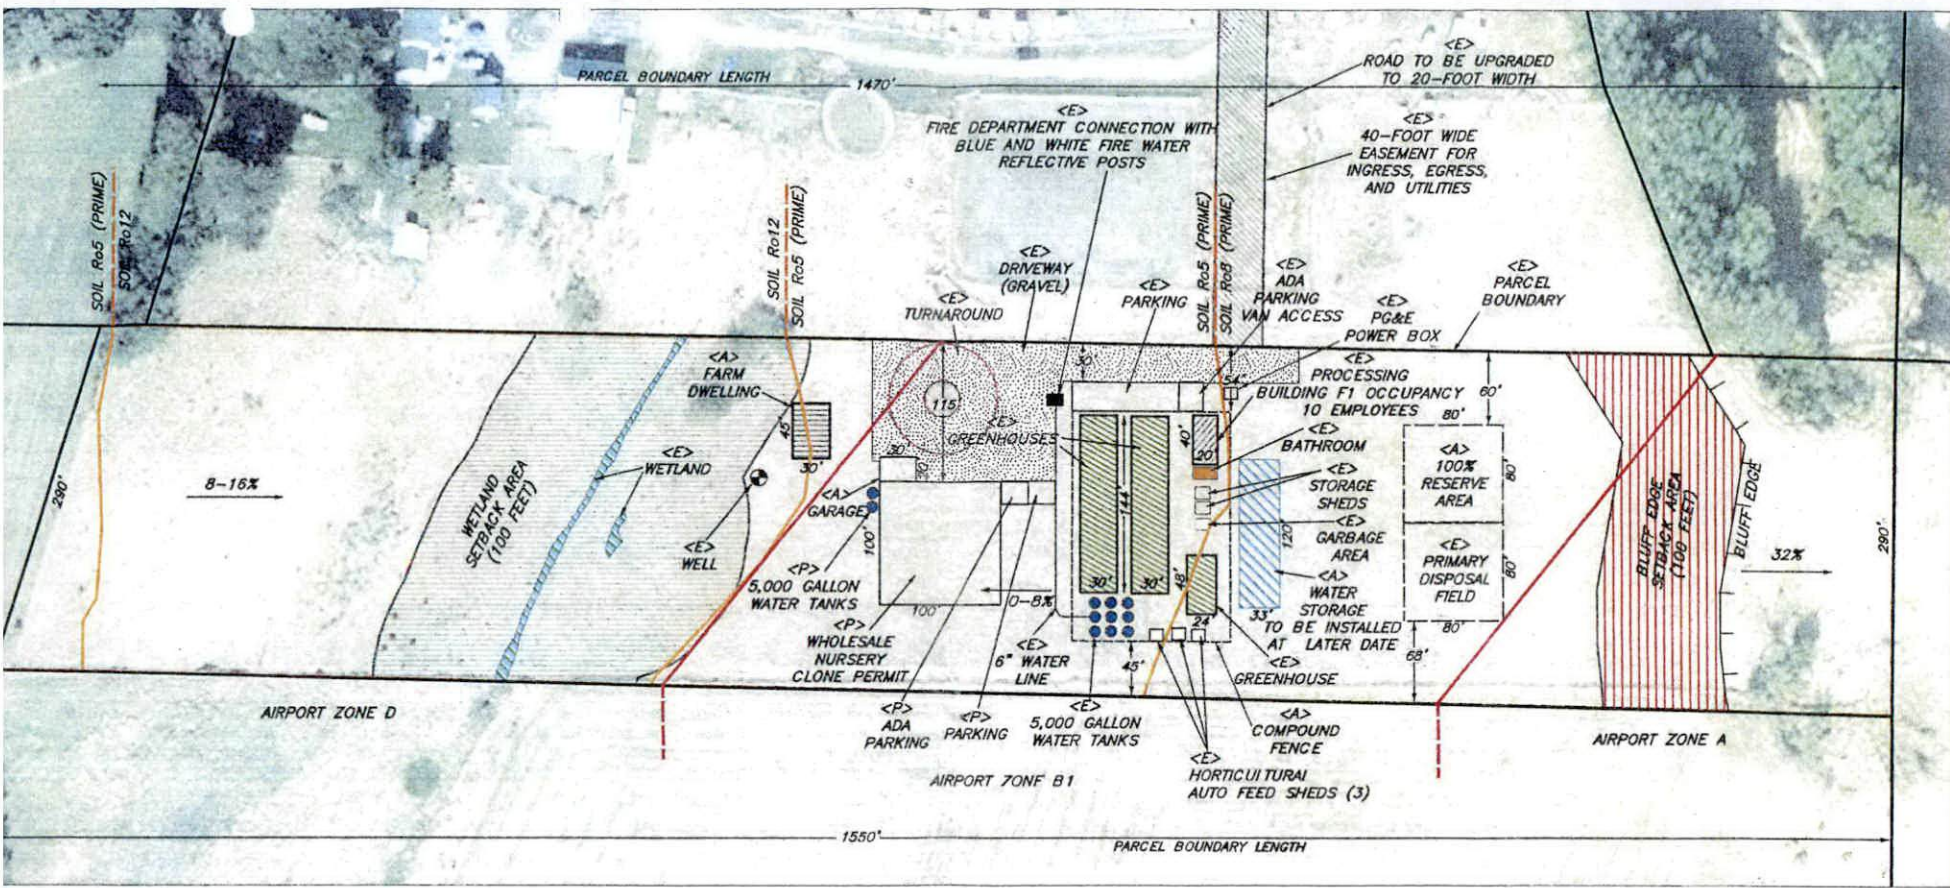 <E>
ROAD TO BE UPGRADED
TO 20-FOOT WIDTH
PARCEL BOUNDARY LENGTH
1470'
<E>
FIRE DEPARTMENT CONNECTION WITH
BLUE AND WHITE FIRE WATER
REFLECTIVE POSTS
<E>
40-FOOT WIDE
EASEMENT FOR
INGRESS, EGRESS,
AND UTILITIES
SOIL Ro5 (PRIME)
SOIL Ro12
SOIL Ro12
SOIL Ro5 (PRIME)
SOIL Ro5 (PRIME)
SOIL Ro8 (PRIME)
<E>
DRIVEWAY
(GRAVEL)
<E>
TURNAROUND
<E>
PARKING
<E>
ADA
PARKING
VAN ACCESS
<E>
PG&E
POWER BOX
<E>
PARCEL
BOUNDARY
<A>
FARM
DWELLING
45'
30'
30'
115'
54'
<E>
PROCESSING
BUILDING F1 OCCUPANCY
10 EMPLOYEES
60'
80'
<E>
GREENHOUSES
40'
20'
<E>
BATHROOM
<E>
WETLAND
290'
8-16%
WETLAND
SETBACK AREA
(100 FEET)
30'
30'
<A>
GARAGE
<E>
WELL
144'
<E>
STORAGE
SHEDS
<E>
GARBAGE
AREA
120'
<A>
100%
RESERVE
AREA
80'
<E>
PRIMARY
DISPOSAL
FIELD
80'
80'
BLUFF EDGE
SETBACK AREA
(100 FEET)
BLUFF EDGE
32%
290'
100'
<P>
5,000 GALLON
WATER TANKS
100'
0-8%
30'
30'
48'
24'
33'
<A>
WATER
STORAGE
TO BE INSTALLED
AT LATER DATE
<P>
WHOLESALE
NURSERY
CLONE PERMIT
<E>
6" WATER
LINE
45'
<E>
GREENHOUSE
68'
AIRPORT ZONE D
<P>
ADA
PARKING
<P>
PARKING
<E>
5,000 GALLON
WATER TANKS
<A>
COMPOUND
FENCE
AIRPORT ZONE A
AIRPORT ZONE B1
<E>
HORTICULTURAL
AUTO FEED SHEDS (3)
1550'
PARCEL BOUNDARY LENGTH